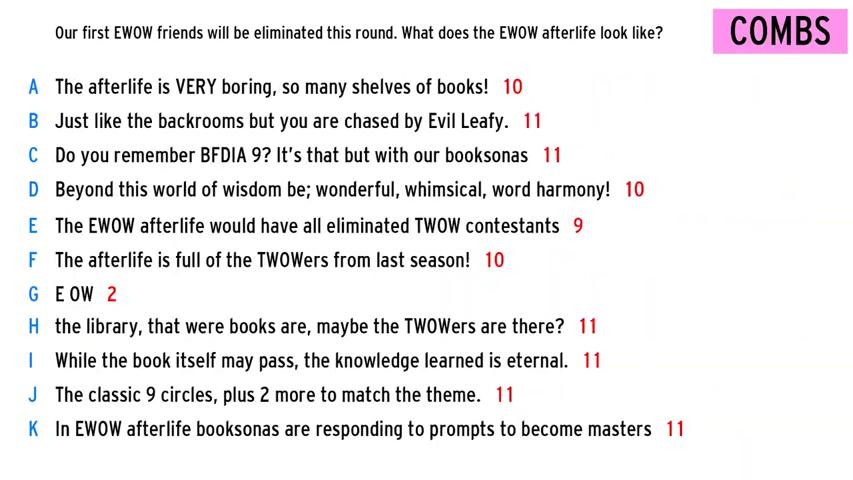 Our first EWOW friends will be eliminated this round. What does the EWOW afterlife look like?
COMBS
A The afterlife is VERY boring, so many shelves of books! 10
B Just like the backrooms but you are chased by Evil Leafy. 11
C Do you remember BFDIA 9? It's that but with our booksonas 11
D Beyond this world of wisdom be; wonderful, whimsical, word harmony! 10
E The EWOW afterlife would have all eliminated TWOW contestants 9
F The afterlife is full of the TWOWers from last season! 10
G E OW 2
H the library, that were books are, maybe the TWOWers are there? 11
I While the book itself may pass, the knowledge learned is eternal. 11
J The classic 9 circles, plus 2 more to match the theme. 11
K In EWOW afterlife booksonas are responding to prompts to become masters 11